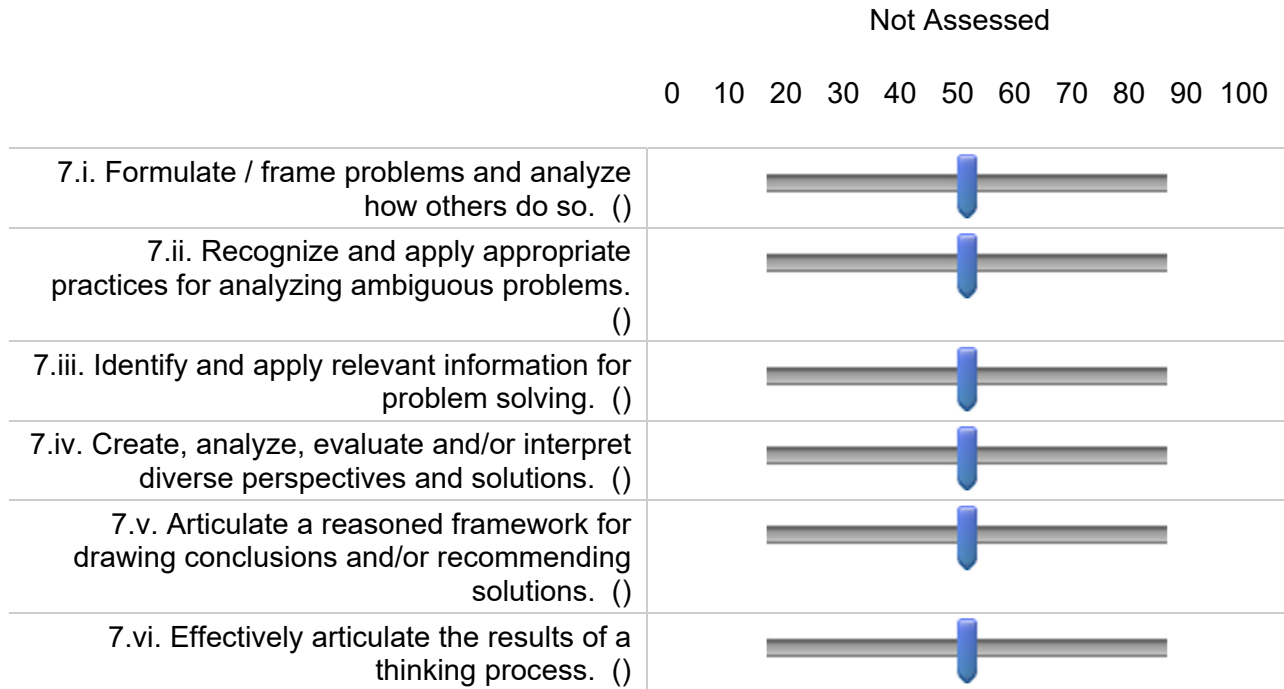 Not Assessed
0 10 20 30 40 50 60 70 80 90 100
7.i. Formulate / frame problems and analyze
how others do so. ()
7.ii. Recognize and apply appropriate
practices for analyzing ambiguous problems.
()
7.iii. Identify and apply relevant information for
problem solving. ()
7.iv. Create, analyze, evaluate and/or interpret
diverse perspectives and solutions. ()
7.v. Articulate a reasoned framework for
drawing conclusions and/or recommending
solutions. ()
7.vi. Effectively articulate the results of a
thinking process. ()